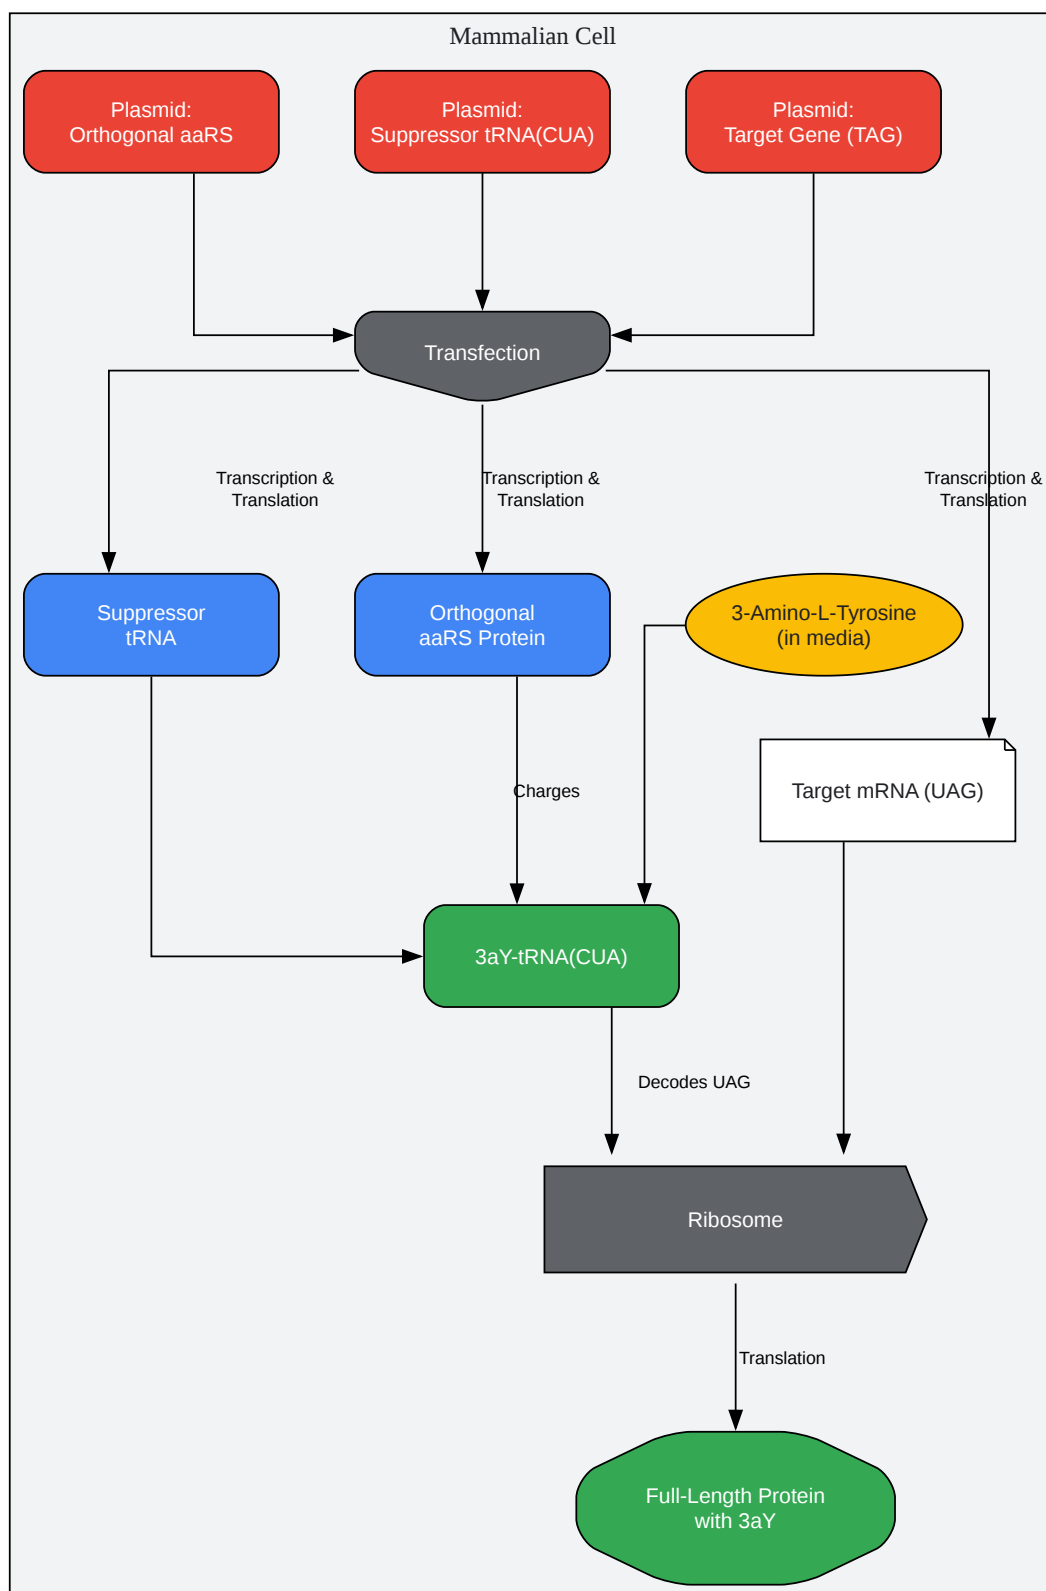 Mammalian Cell
Plasmid:
Orthogonal aaRS
Plasmid:
Suppressor tRNA(CUA)
Plasmid:
Target Gene (TAG)
Transfection
Transcription &
Translation
Transcription &
Translation
Transcription &
Translation
Suppressor
tRNA
Orthogonal
aaRS Protein
3-Amino-L-Tyrosine
(in media)
Charges
Target mRNA (UAG)
3aY-tRNA(CUA)
Decodes UAG
Ribosome
Translation
Full-Length Protein
with 3aY